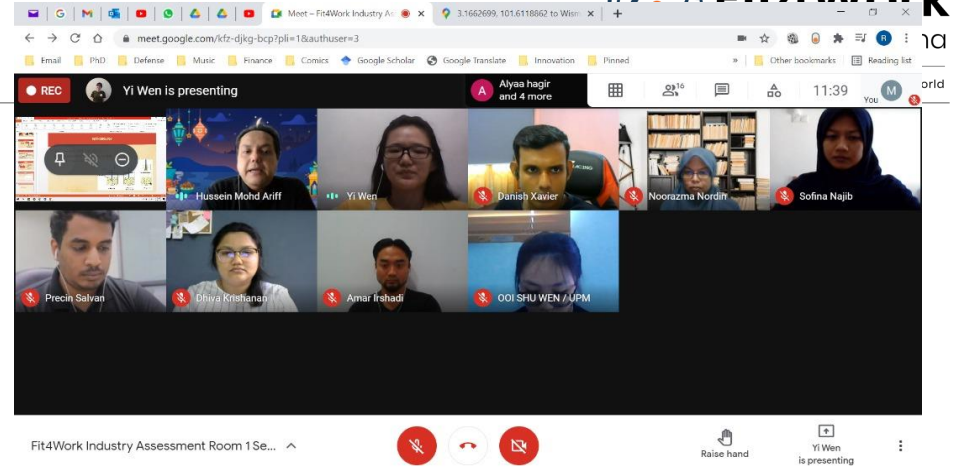 Meet – Fit4Work Industry As
3.1662699, 101.6118862 to Wism
meet.google.com/kfz-djkg-bcp?pli=1&authuser=3
Email PhD Defense Music Finance Comics Google Scholar Google Translate Innovation Pinned » Other bookmarks Reading list
REC
Yi Wen is presenting
A
Alyaa hagir
and 4 more
16
11:39
You
M
orld
na
Hussein Mohd Ariff
Yi Wen
Danish Xavier
Noorazma Nordin
Sofina Najib
Precin Salvan
Dhiva Krishanan
Amar Irshadi
OOI SHU WEN / UPM
Fit4Work Industry Assessment Room 1 Se...
Raise hand
Yi Wen
is presenting